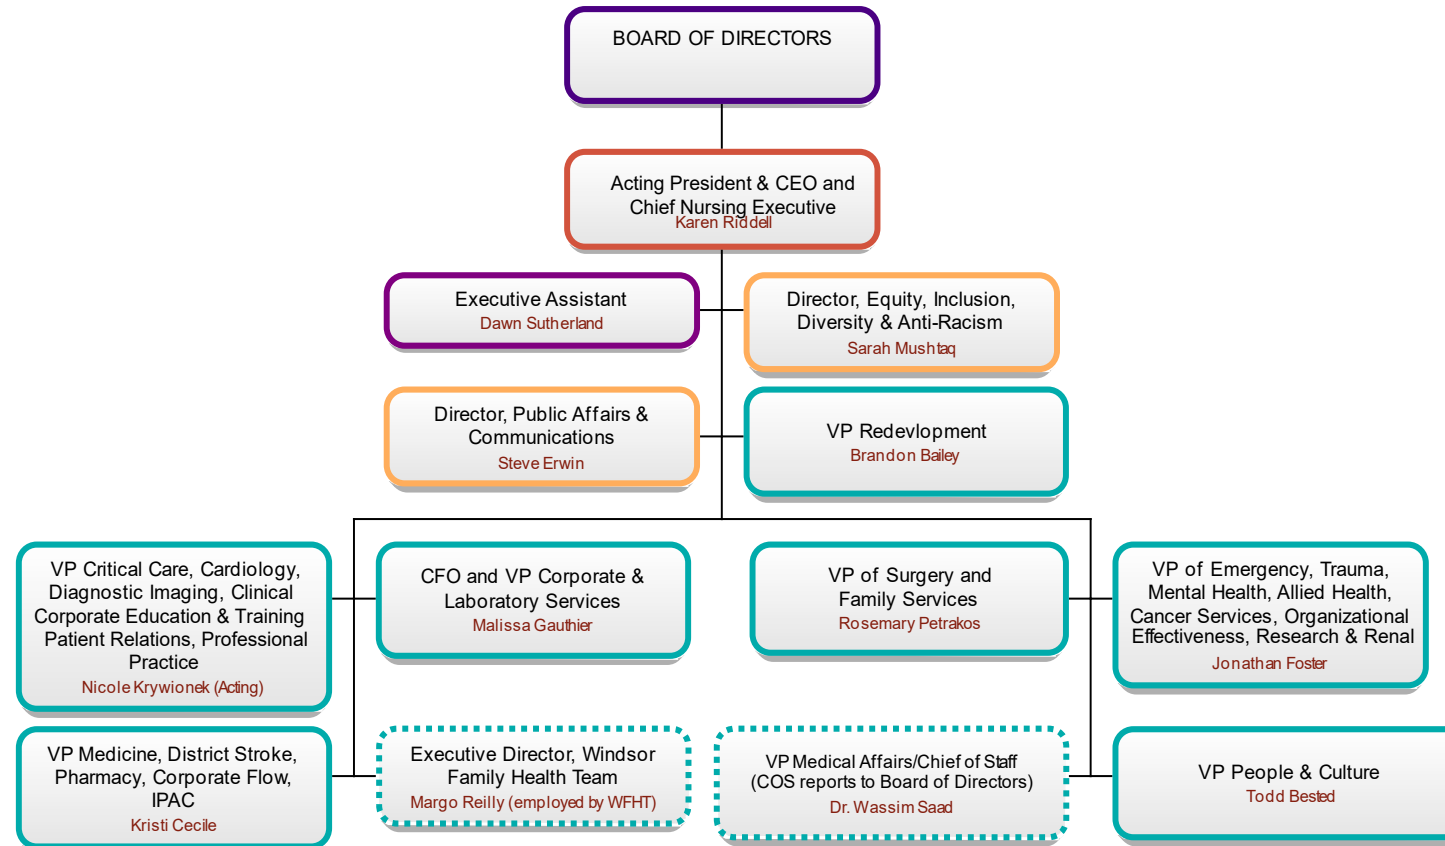 BOARD OF DIRECTORS
Acting President & CEO and
Chief Nursing Executive
Karen Riddell
Executive Assistant
Dawn Sutherland
Director, Equity, Inclusion,
Diversity & Anti-Racism
Sarah Mushtaq
Director, Public Affairs &
Communications
Steve Erwin
VP Redevlopment
Brandon Bailey
VP Critical Care, Cardiology,
Diagnostic Imaging, Clinical
Corporate Education & Training
Patient Relations, Professional
Practice
Nicole Krywionek (Acting)
CFO and VP Corporate &
Laboratory Services
Malissa Gauthier
VP of Surgery and
Family Services
Rosemary Petrakos
VP of Emergency, Trauma,
Mental Health, Allied Health,
Cancer Services, Organizational
Effectiveness, Research & Renal
Jonathan Foster
VP Medicine, District Stroke,
Pharmacy, Corporate Flow,
IPAC
Kristi Cecile
Executive Director, Windsor
Family Health Team
Margo Reilly (employed by WFHT)
VP Medical Affairs/Chief of Staff
(COS reports to Board of Directors)
Dr. Wassim Saad
VP People & Culture
Todd Bested